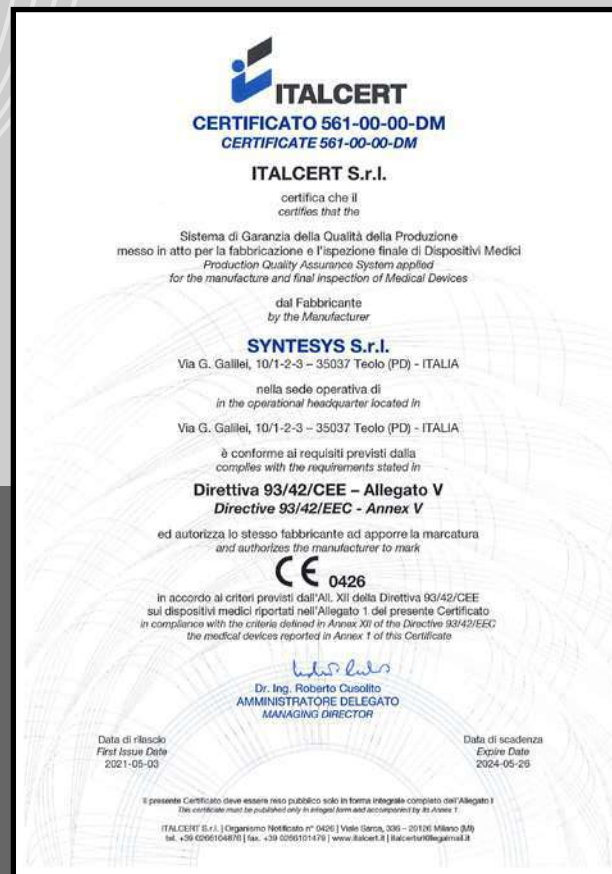 ITALCERT
CERTIFICATO 561-00-00-DM
CERTIFICATE 561-00-00-DM
ITALCERT S.r.l.
certifica che il
certifies that the
Sistema di Garanzia della Qualità della Produzione
messo in atto per la fabbricazione e l'ispezione finale di Dispositivi Medici
Production Quality Assurance System applied
for the manufacture and final inspection of Medical Devices
dal Fabbricante
by the Manufacturer
SYNTESYS S.r.l.
Via G. Galilei, 10/1-2-3 – 35037 Teolo (PD) - ITALIA
nella sede operativa di
in the operational headquarter located in
Via G. Galilei, 10/1-2-3 – 35037 Teolo (PD) - ITALIA
è conforme ai requisiti previsti dalla
complies with the requirements stated in
Direttiva 93/42/CEE – Allegato V
Directive 93/42/EEC - Annex V
ed autorizza lo stesso fabbricante ad apporre la marcatura
and authorizes the manufacturer to mark
CE 0426
in accordo ai criteri previsti dall'All. XII della Direttiva 93/42/CEE
sui dispositivi medici riportati nell'Allegato 1 del presente Certificato
in compliance with the criteria defined in Annex XII of the Directive 93/42/EEC
the medical devices reported in Annex 1 of this Certificate
Dr. Ing. Roberto Cusolito
AMMINISTRATORE DELEGATO
MANAGING DIRECTOR
Data di rilascio
First Issue Date
2021-05-03
Data di scadenza
Expire Date
2024-05-26
Il presente Certificato deve essere reso pubblico solo in forma integrale completo dell'Allegato I
This certificate must be published only in integral form and accompanied by its Annex 1
ITALCERT S.r.l. | Organismo Notificato n° 0426 | Viale Sarca, 336 – 20126 Milano (MI)
tel. +39 0266104876 | fax. +39 0266101479 | www.italcert.it |